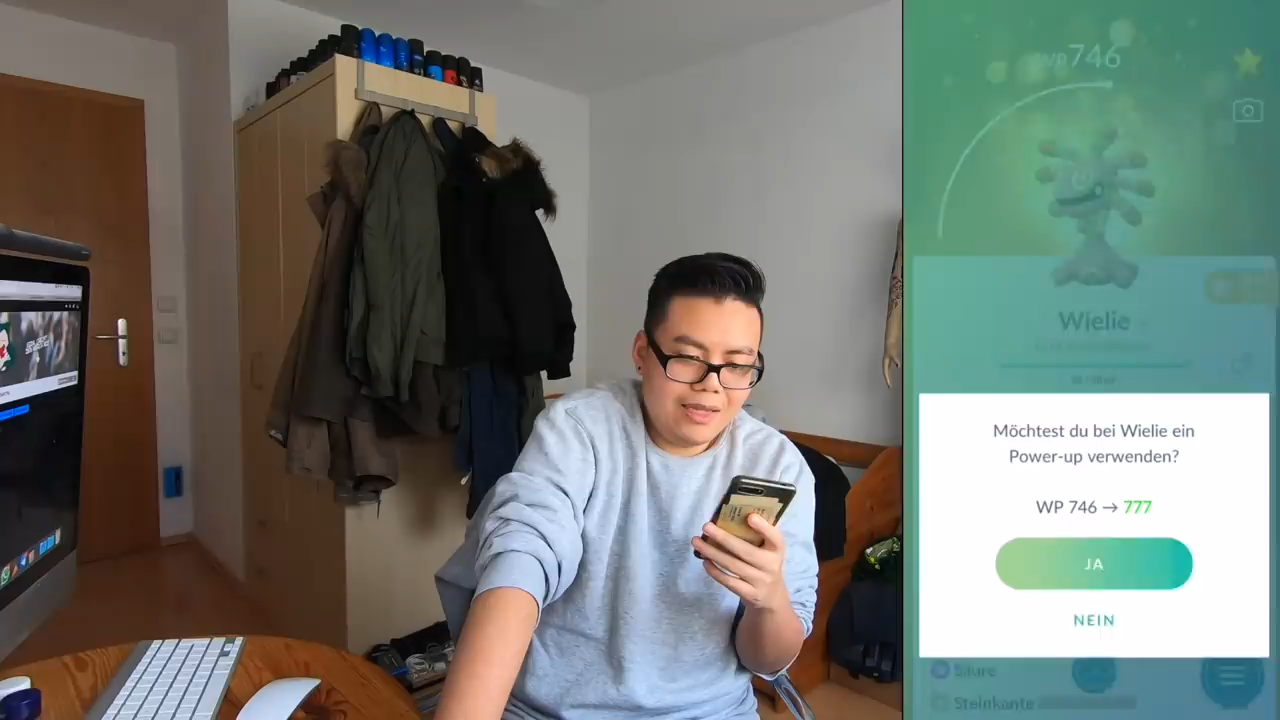 WP746
Wielie
Möchtest du bei Wielie ein
Power-up verwenden?
WP 746 → 777
JA
NEIN
Säure
Steinkante